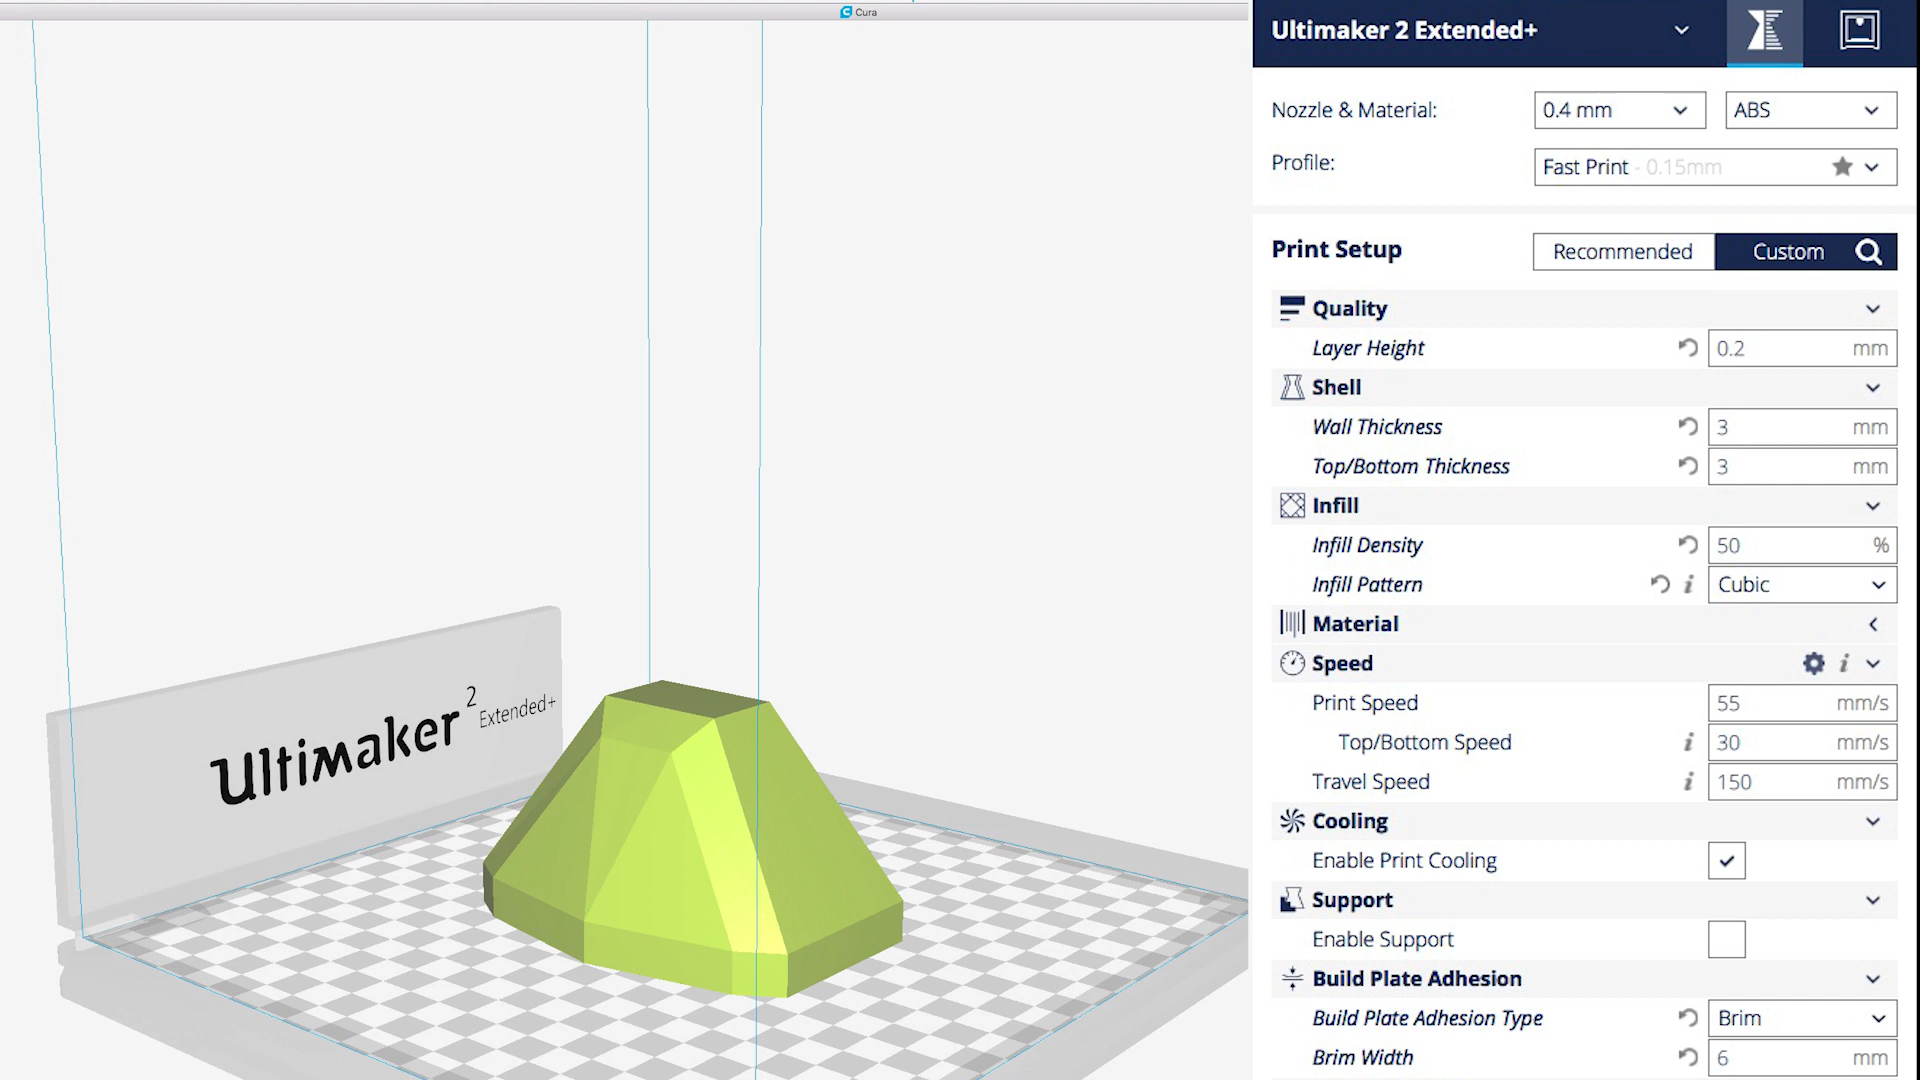 Cura
Ultimaker 2 Extended+
Ultimaker 2 Extended+
Nozzle & Material: 0.4 mm ABS
Profile: Fast Print - 0.15mm
Print Setup Recommended Custom
Quality
Layer Height 0.2 mm
Shell
Wall Thickness 3 mm
Top/Bottom Thickness 3 mm
Infill
Infill Density 50 %
Infill Pattern i Cubic
Material
Speed i
Print Speed 55 mm/s
Top/Bottom Speed i 30 mm/s
Travel Speed i 150 mm/s
Cooling
Enable Print Cooling
Support
Enable Support
Build Plate Adhesion
Build Plate Adhesion Type Brim
Brim Width 6 mm